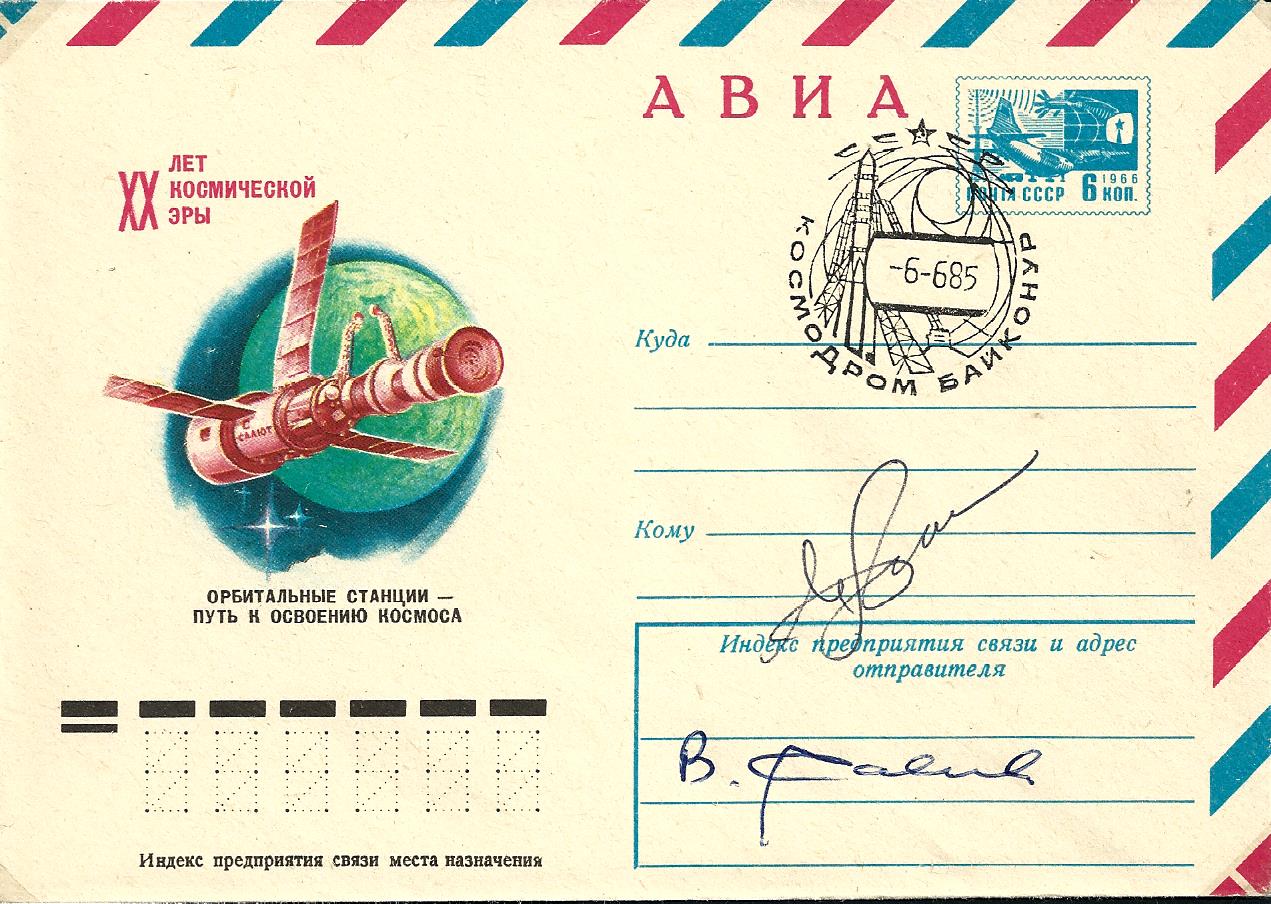 АВИА
XX ЛЕТ
КОСМИЧЕСКОЙ
ЭРЫ
1966
ПОЧТА СССР 6 КОП.
СССР
КОСМОДРОМ БАЙКОНУР
-6-685
САЛЮТ
Куда
Кому
ОРБИТАЛЬНЫЕ СТАНЦИИ —
ПУТЬ К ОСВОЕНИЮ КОСМОСА
Индекс предприятия связи и адрес
отправителя
В.
Индекс предприятия связи места назначения